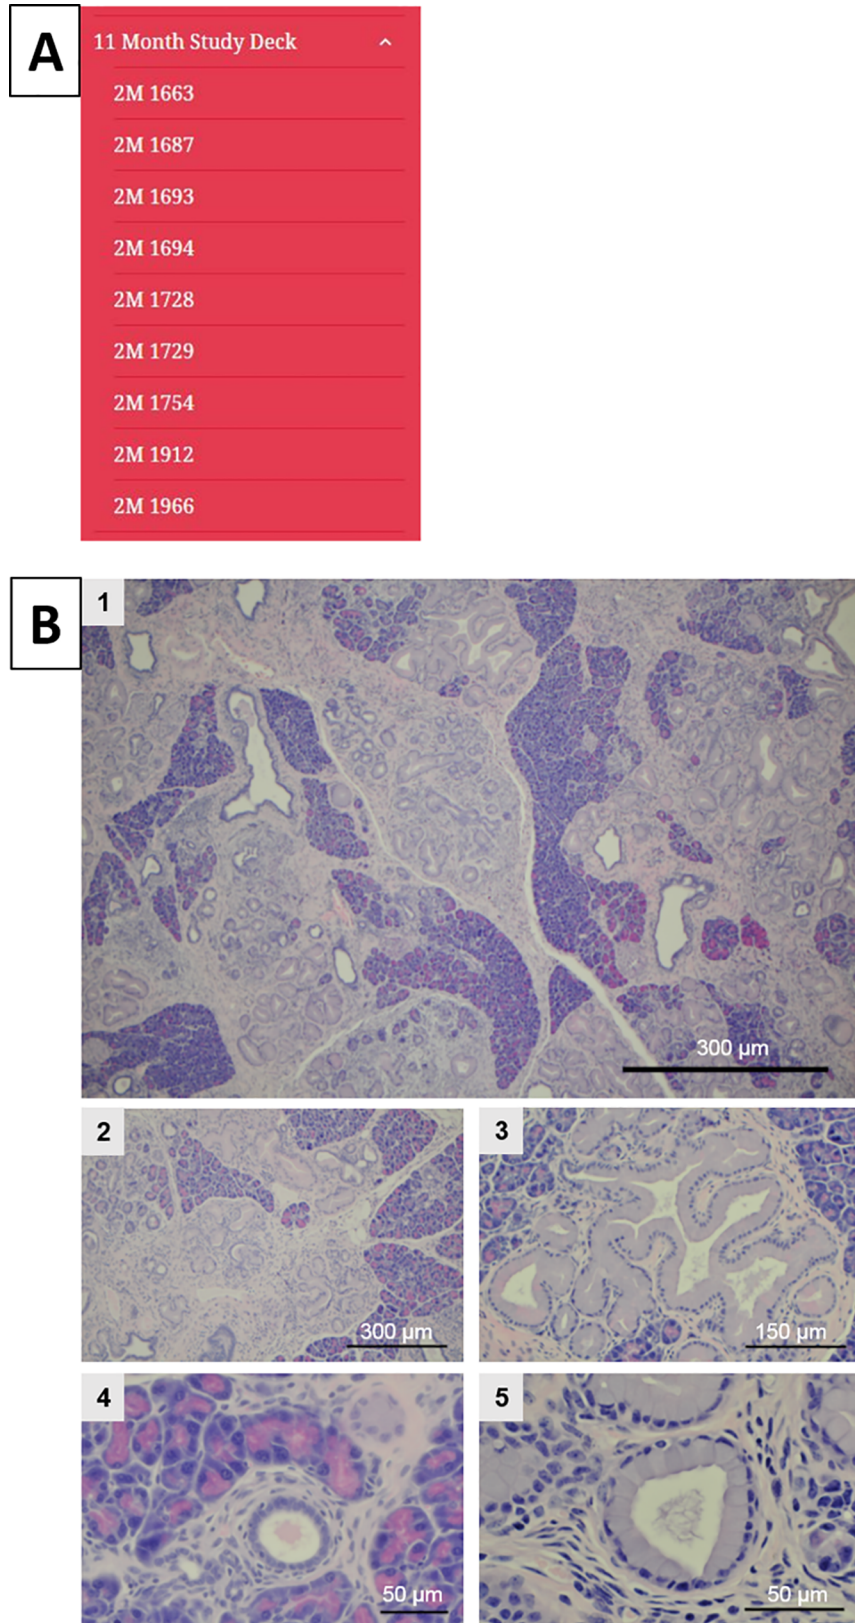 A
11 Month Study Deck
2M 1663
2M 1687
2M 1693
2M 1694
2M 1728
2M 1729
2M 1754
2M 1912
2M 1966
B
1
300 µm
2
300 µm
3
150 µm
4
50 µm
5
50 µm